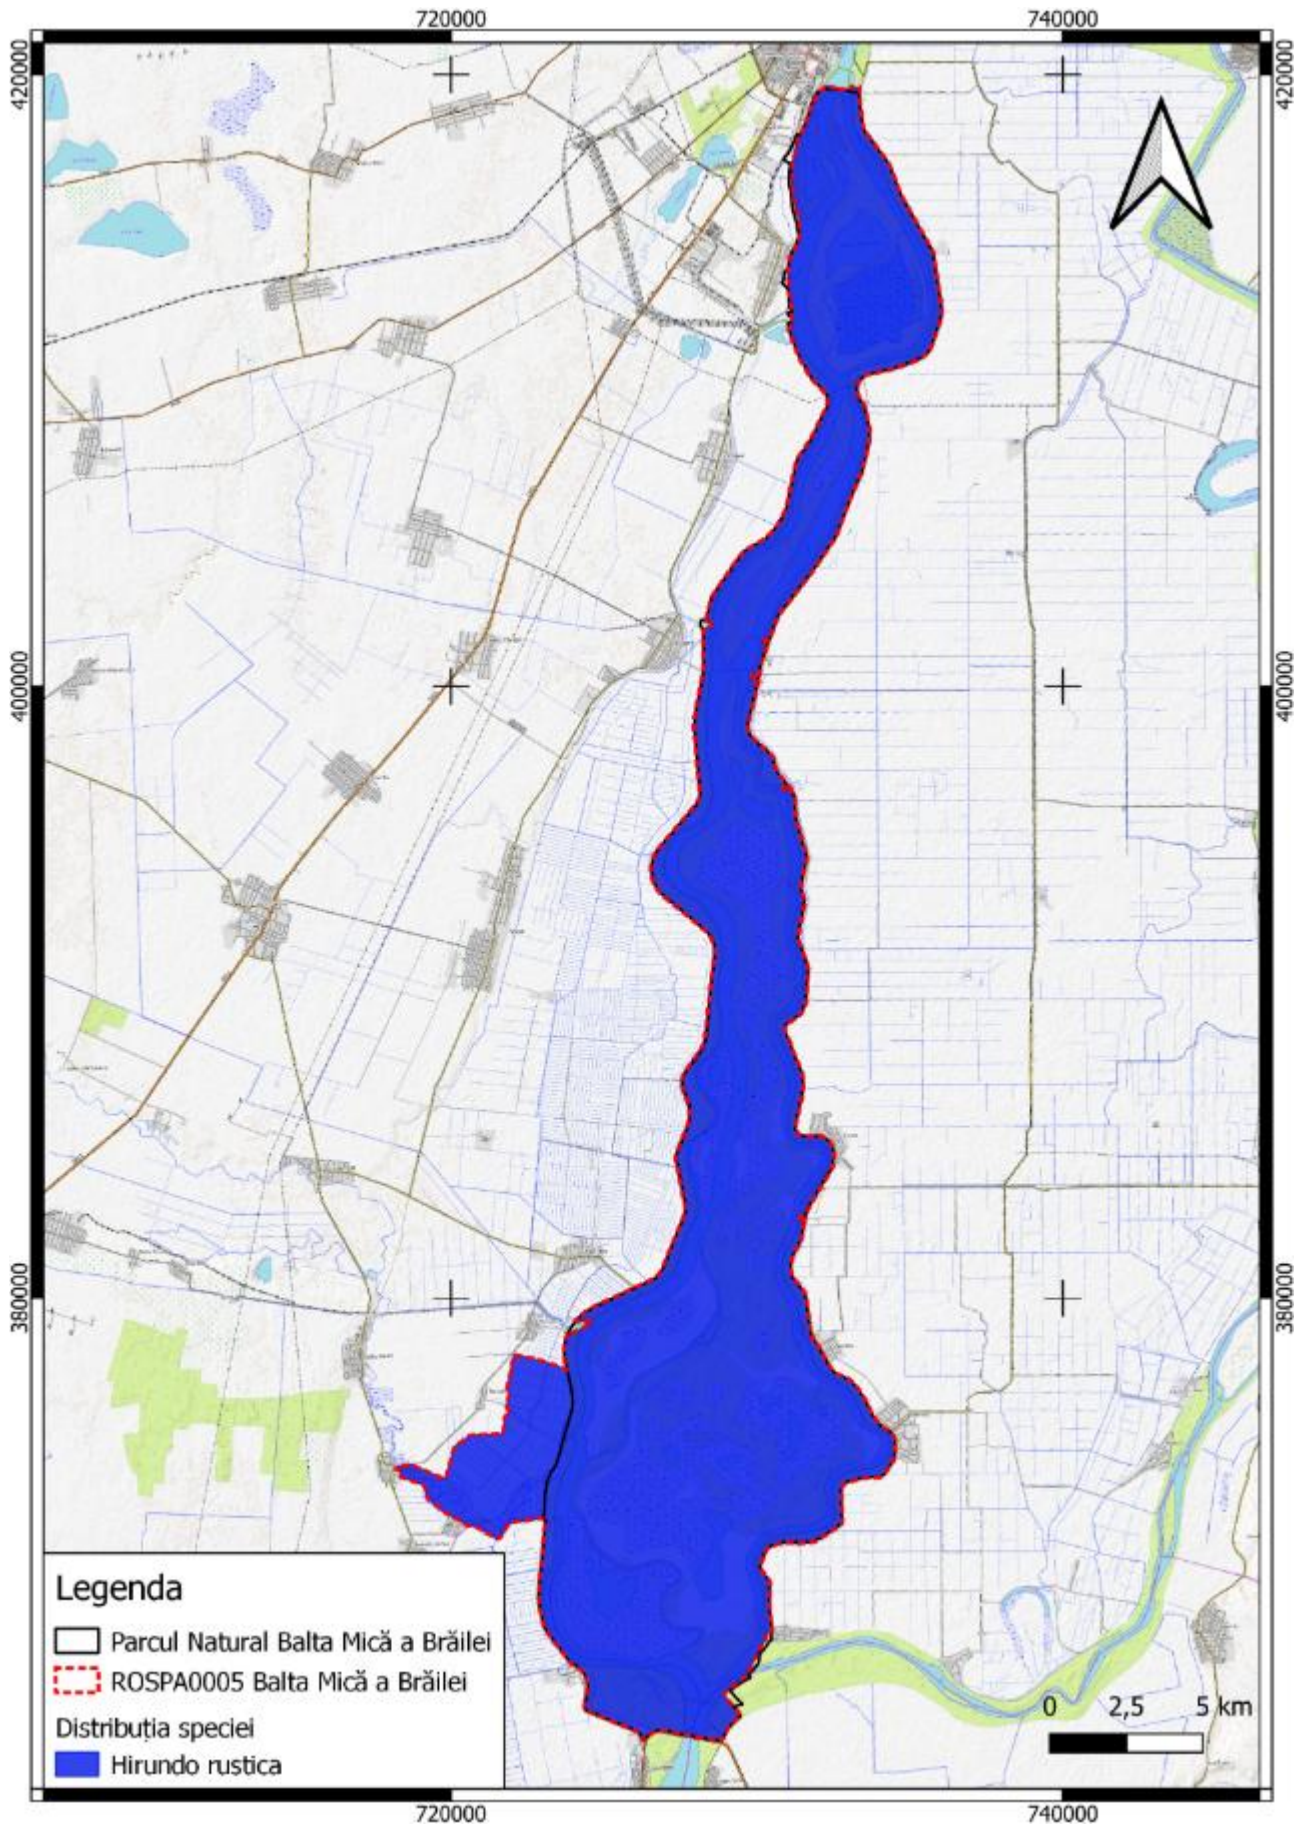 720000
740000
420000
420000
400000
400000
380000
380000
Legenda
Parcul Natural Balta Mică a Brăilei
ROSPA0005 Balta Mică a Brăilei
Distribuția speciei
Hirundo rustica
0 2,5 5 km
720000
740000